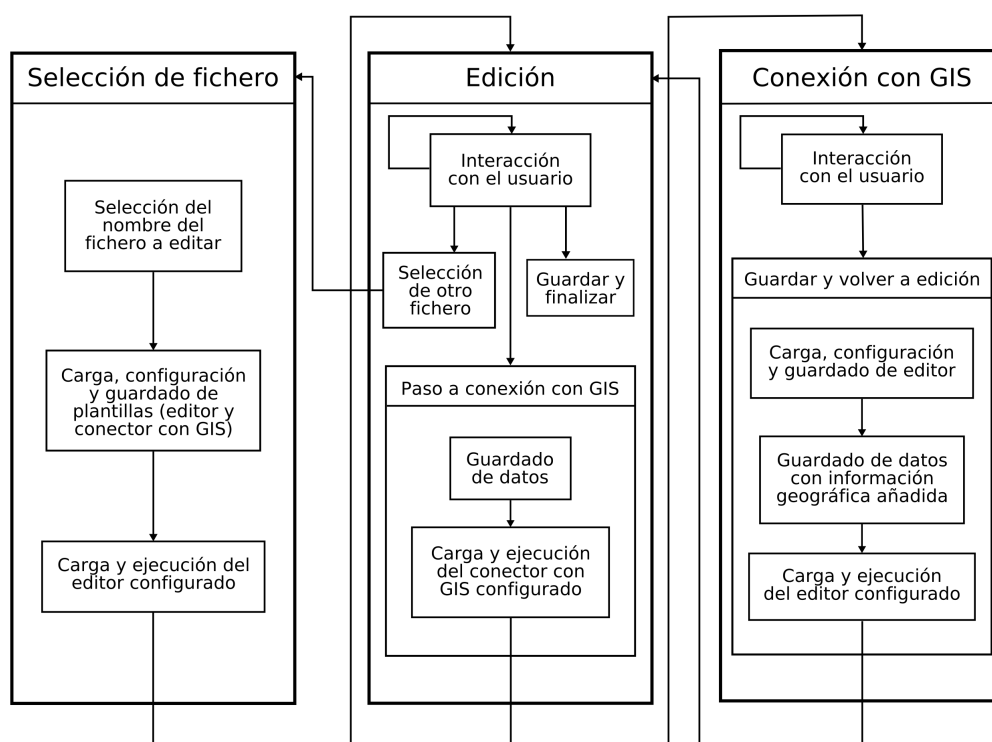 Selección de fichero
Selección del
nombre del
fichero a editar
Carga, configuración
y guardado de
plantillas (editor y
conector con GIS)
Carga y ejecución del
editor configurado
Edición
Interacción
con el usuario
Selección
de otro
fichero
Guardar y
finalizar
Paso a conexión con GIS
Guardado
de datos
Carga y ejecución
del conector con
GIS configurado
Conexión con GIS
Interacción
con el usuario
Guardar y volver a edición
Carga, configuración
y guardado de editor
Guardado de datos
con información
geográfica añadida
Carga y ejecución
del editor configurado